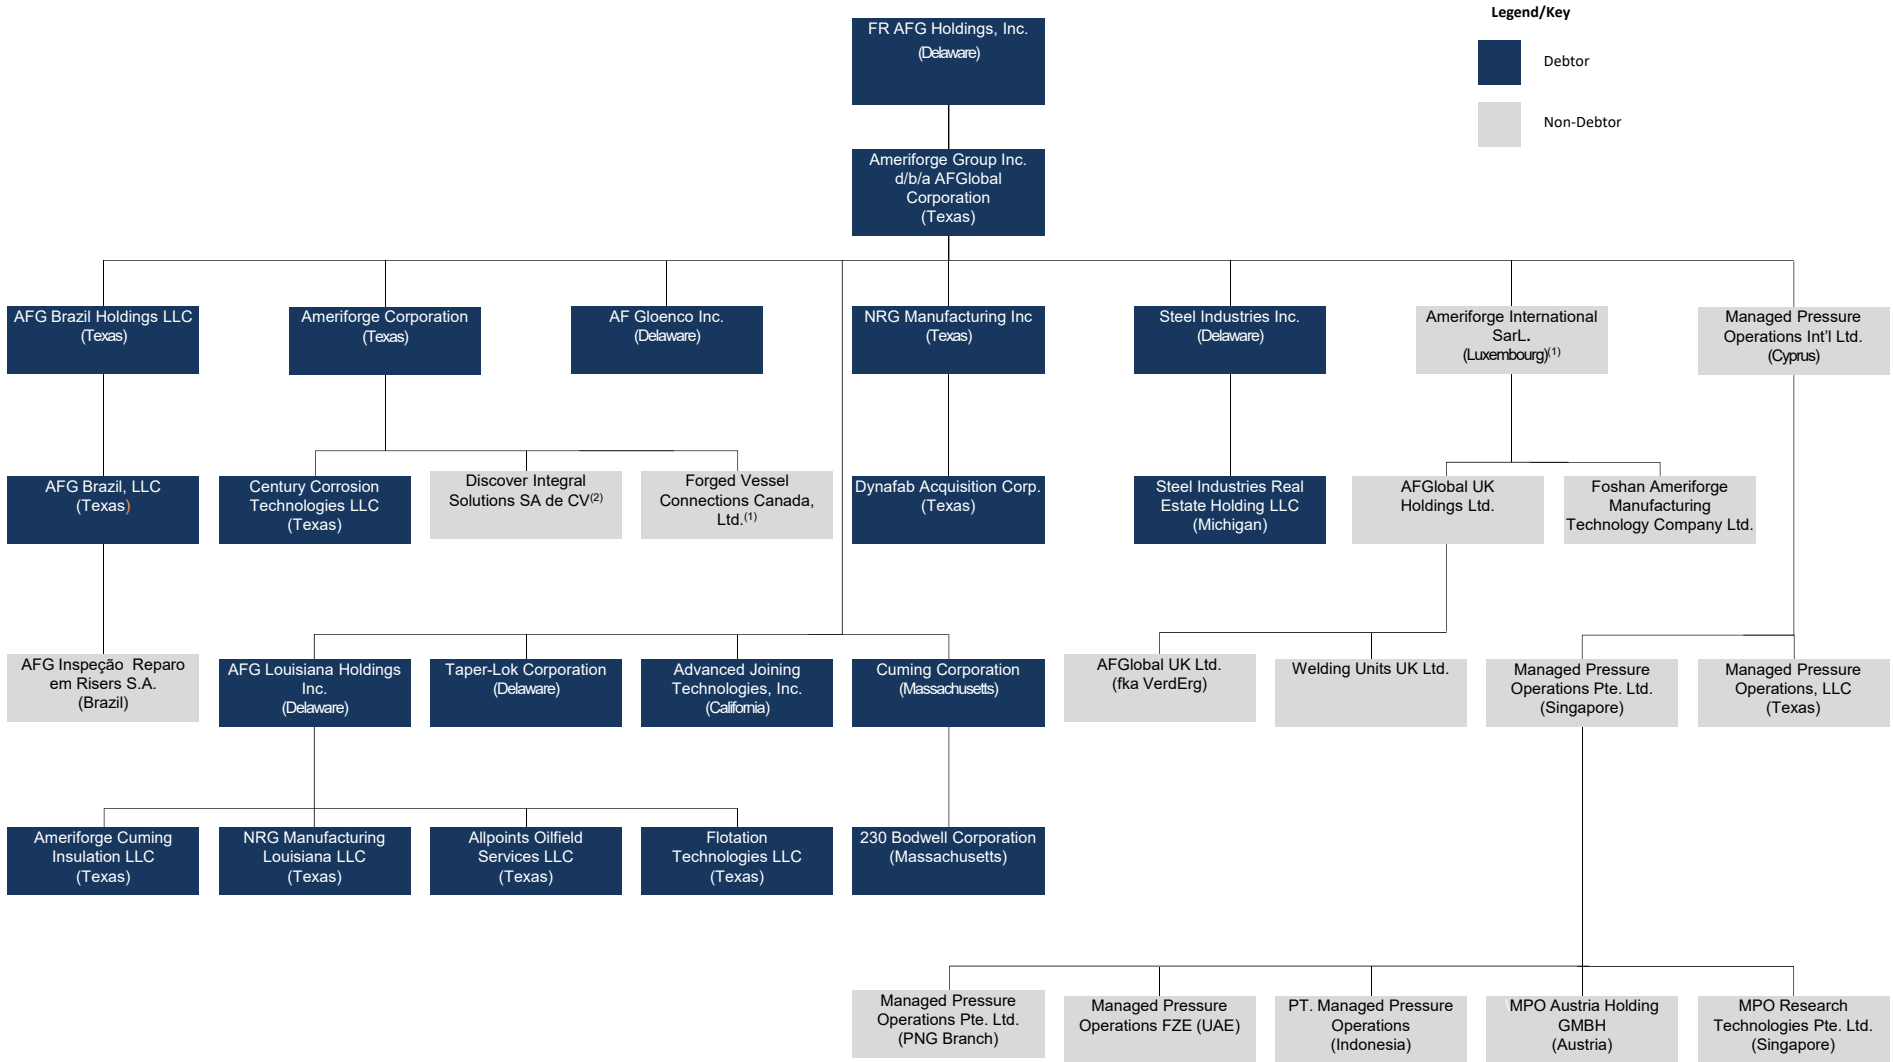 Legend/Key
Debtor
Non-Debtor
FR AFG Holdings, Inc.
(Delaware)
Ameriforge Group Inc.
d/b/a AFGlobal
Corporation
(Texas)
AFG Brazil Holdings LLC
(Texas)
Ameriforge Corporation
(Texas)
AF Gloenco Inc.
(Delaware)
NRG Manufacturing Inc
(Texas)
Steel Industries Inc.
(Delaware)
Ameriforge International
SarL.
(Luxembourg)(1)
Managed Pressure
Operations Int'l Ltd.
(Cyprus)
AFG Brazil, LLC
(Texas)
Century Corrosion
Technologies LLC
(Texas)
Discover Integral
Solutions SA de CV(2)
Forged Vessel
Connections Canada,
Ltd.(1)
Dynafab Acquisition Corp.
(Texas)
Steel Industries Real
Estate Holding LLC
(Michigan)
AFGlobal UK
Holdings Ltd.
Foshan Ameriforge
Manufacturing
Technology Company Ltd.
AFG Inspeção Reparo
em Risers S.A.
(Brazil)
AFG Louisiana Holdings
Inc.
(Delaware)
Taper-Lok Corporation
(Delaware)
Advanced Joining
Technologies, Inc.
(California)
Cuming Corporation
(Massachusetts)
AFGlobal UK Ltd.
(fka VerdErg)
Welding Units UK Ltd.
Managed Pressure
Operations Pte. Ltd.
(Singapore)
Managed Pressure
Operations, LLC
(Texas)
Ameriforge Cuming
Insulation LLC
(Texas)
NRG Manufacturing
Louisiana LLC
(Texas)
Allpoints Oilfield
Services LLC
(Texas)
Flotation
Technologies LLC
(Texas)
230 Bodwell Corporation
(Massachusetts)
Managed Pressure
Operations Pte. Ltd.
(PNG Branch)
Managed Pressure
Operations FZE (UAE)
PT. Managed Pressure
Operations
(Indonesia)
MPO Austria Holding
GMBH
(Austria)
MPO Research
Technologies Pte. Ltd.
(Singapore)